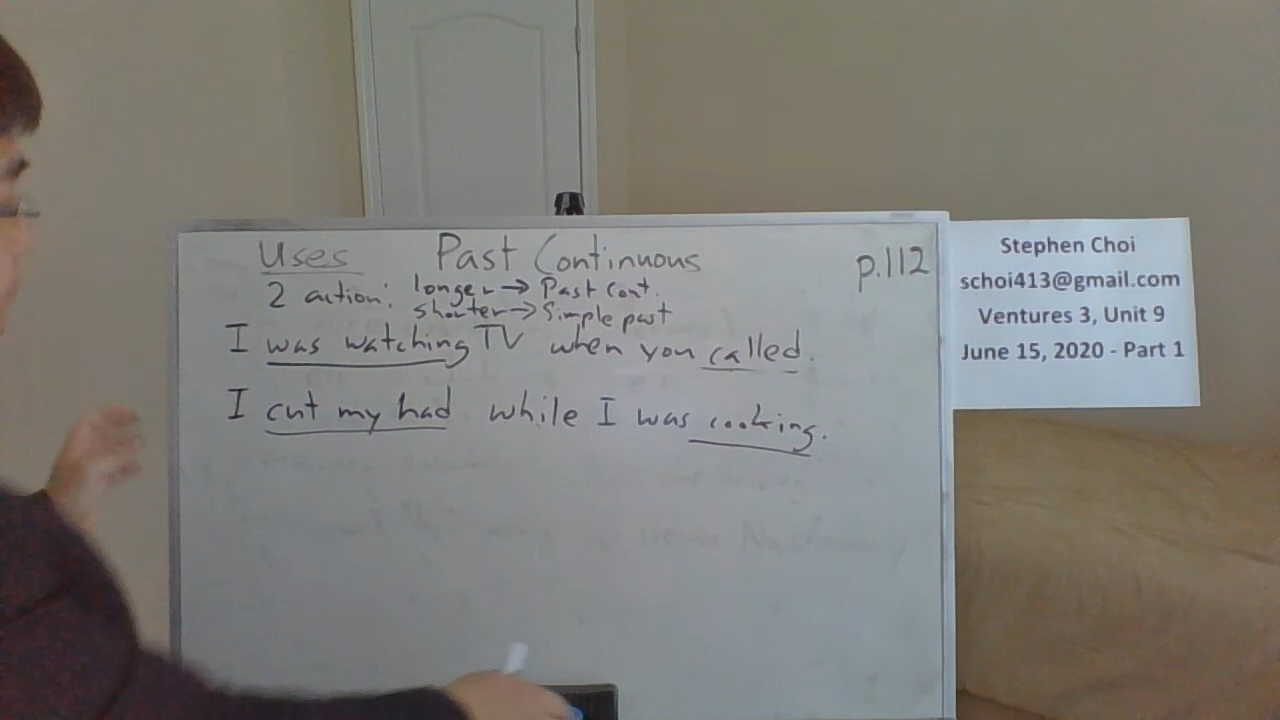 Uses Past Continuous p.112
2 action: longer → Past cont.
shorter → Simple past
I was watching TV when you called.
I cut my had while I was cooking.
Stephen Choi
schoi413@gmail.com
Ventures 3, Unit 9
June 15, 2020 - Part 1